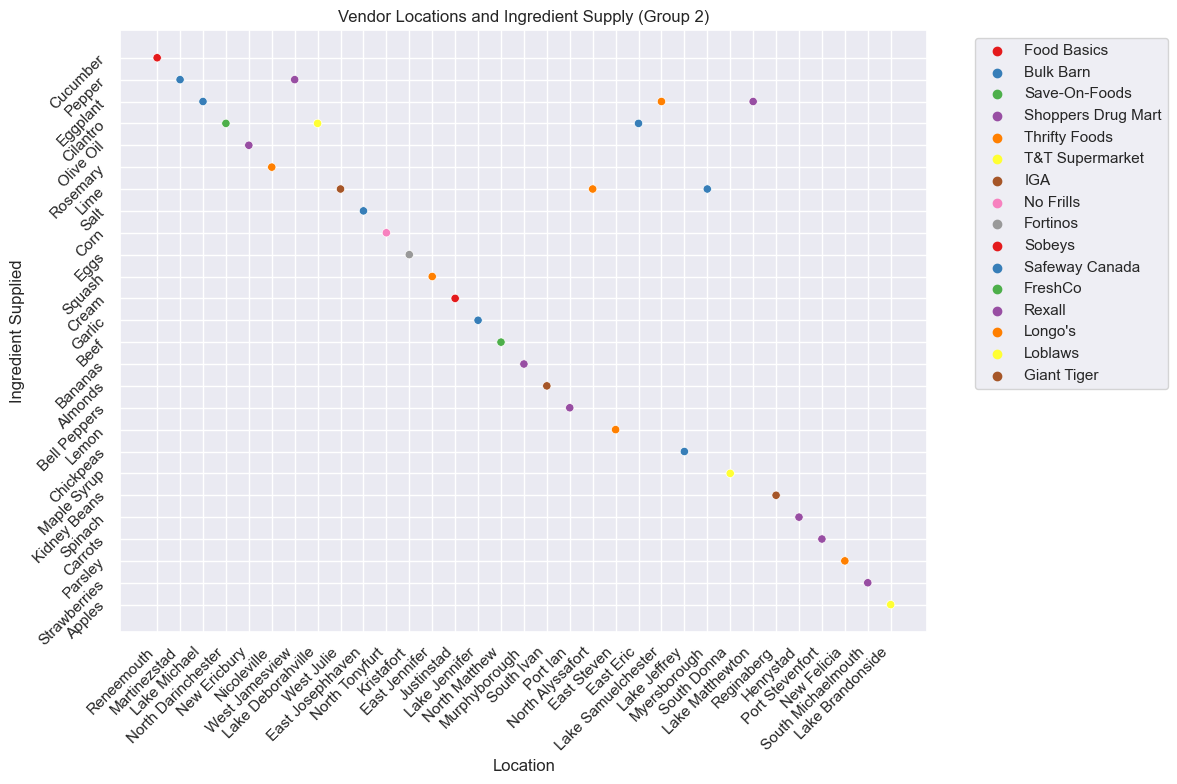 Vendor Locations and Ingredient Supply (Group 2)
Ingredient Supplied
Cucumber
Pepper
Eggplant
Cilantro
Olive Oil
Rosemary
Lime
Salt
Corn
Eggs
Squash
Cream
Garlic
Beef
Bananas
Almonds
Bell Peppers
Lemon
Chickpeas
Maple Syrup
Kidney Beans
Spinach
Carrots
Parsley
Strawberries
Apples
Reneemouth
Martinezstad
Lake Michael
North Darrinchester
New Ericbury
Nicoleville
West Jamesview
Lake Deborahville
West Julie
East Josephhaven
North Tonyfurt
Kristafort
East Jennifer
Justinstad
Lake Jennifer
North Matthew
Murphyborough
South Ivan
Port Ian
North Alyssafort
East Steven
East Eric
Lake Samuelchester
Lake Jeffrey
Myersborough
South Donna
Lake Matthewton
Reginaberg
Henrystad
Port Stevenfort
New Felicia
South Michaelmouth
Lake Brandonside
Location
Food Basics
Bulk Barn
Save-On-Foods
Shoppers Drug Mart
Thrifty Foods
T&T Supermarket
IGA
No Frills
Fortinos
Sobeys
Safeway Canada
FreshCo
Rexall
Longo's
Loblaws
Giant Tiger